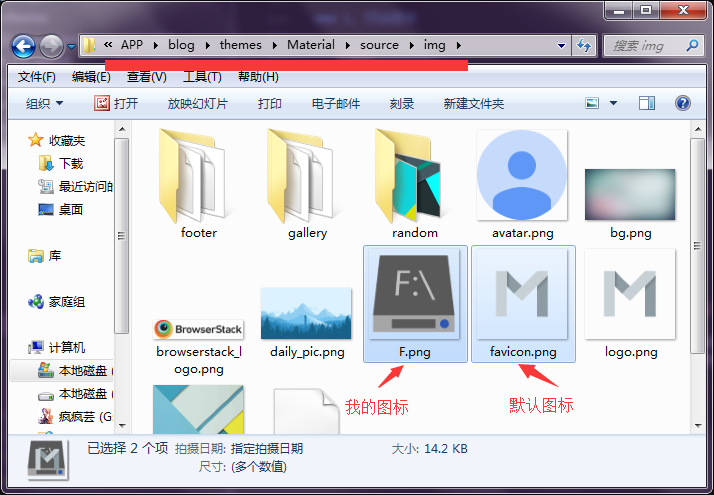 « APP ▸ blog ▸ themes ▸ Material ▸ source ▸ img ▸
搜索 img
文件(F) 编辑(E) 查看(V) 工具(T) 帮助(H)
组织 打开 放映幻灯片 打印 电子邮件 刻录 新建文件夹
收藏夹
下载
最近访问的
桌面
库
家庭组
计算机
本地磁盘 (
本地磁盘 (
疯疯芸 (G:
footer
gallery
random
avatar.png
bg.png
BrowserStack
F:\
browserstack_logo.png
daily_pic.png
F.png
favicon.png
logo.png
我的图标
默认图标
已选择 2 个项 拍摄日期: 指定拍摄日期 大小: 14.2 KB
尺寸: (多个数值)